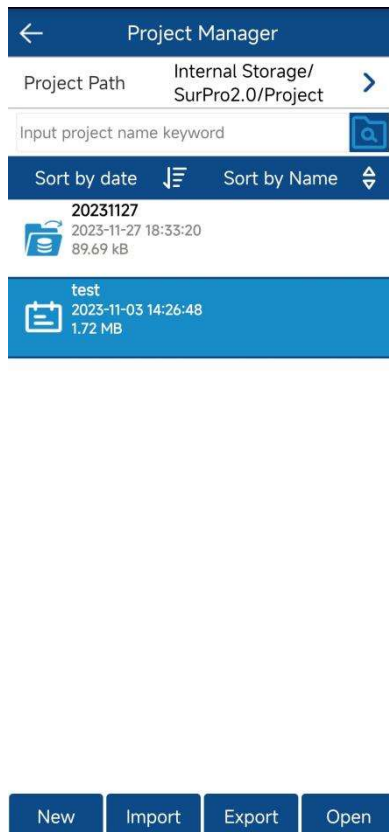 Project Manager
Project Path
Internal Storage/
SurPro2.0/Project
Input project name keyword
Sort by date
Sort by Name
20231127
2023-11-27 18:33:20
89.69 kB
test
2023-11-03 14:26:48
1.72 MB
New
Import
Export
Open